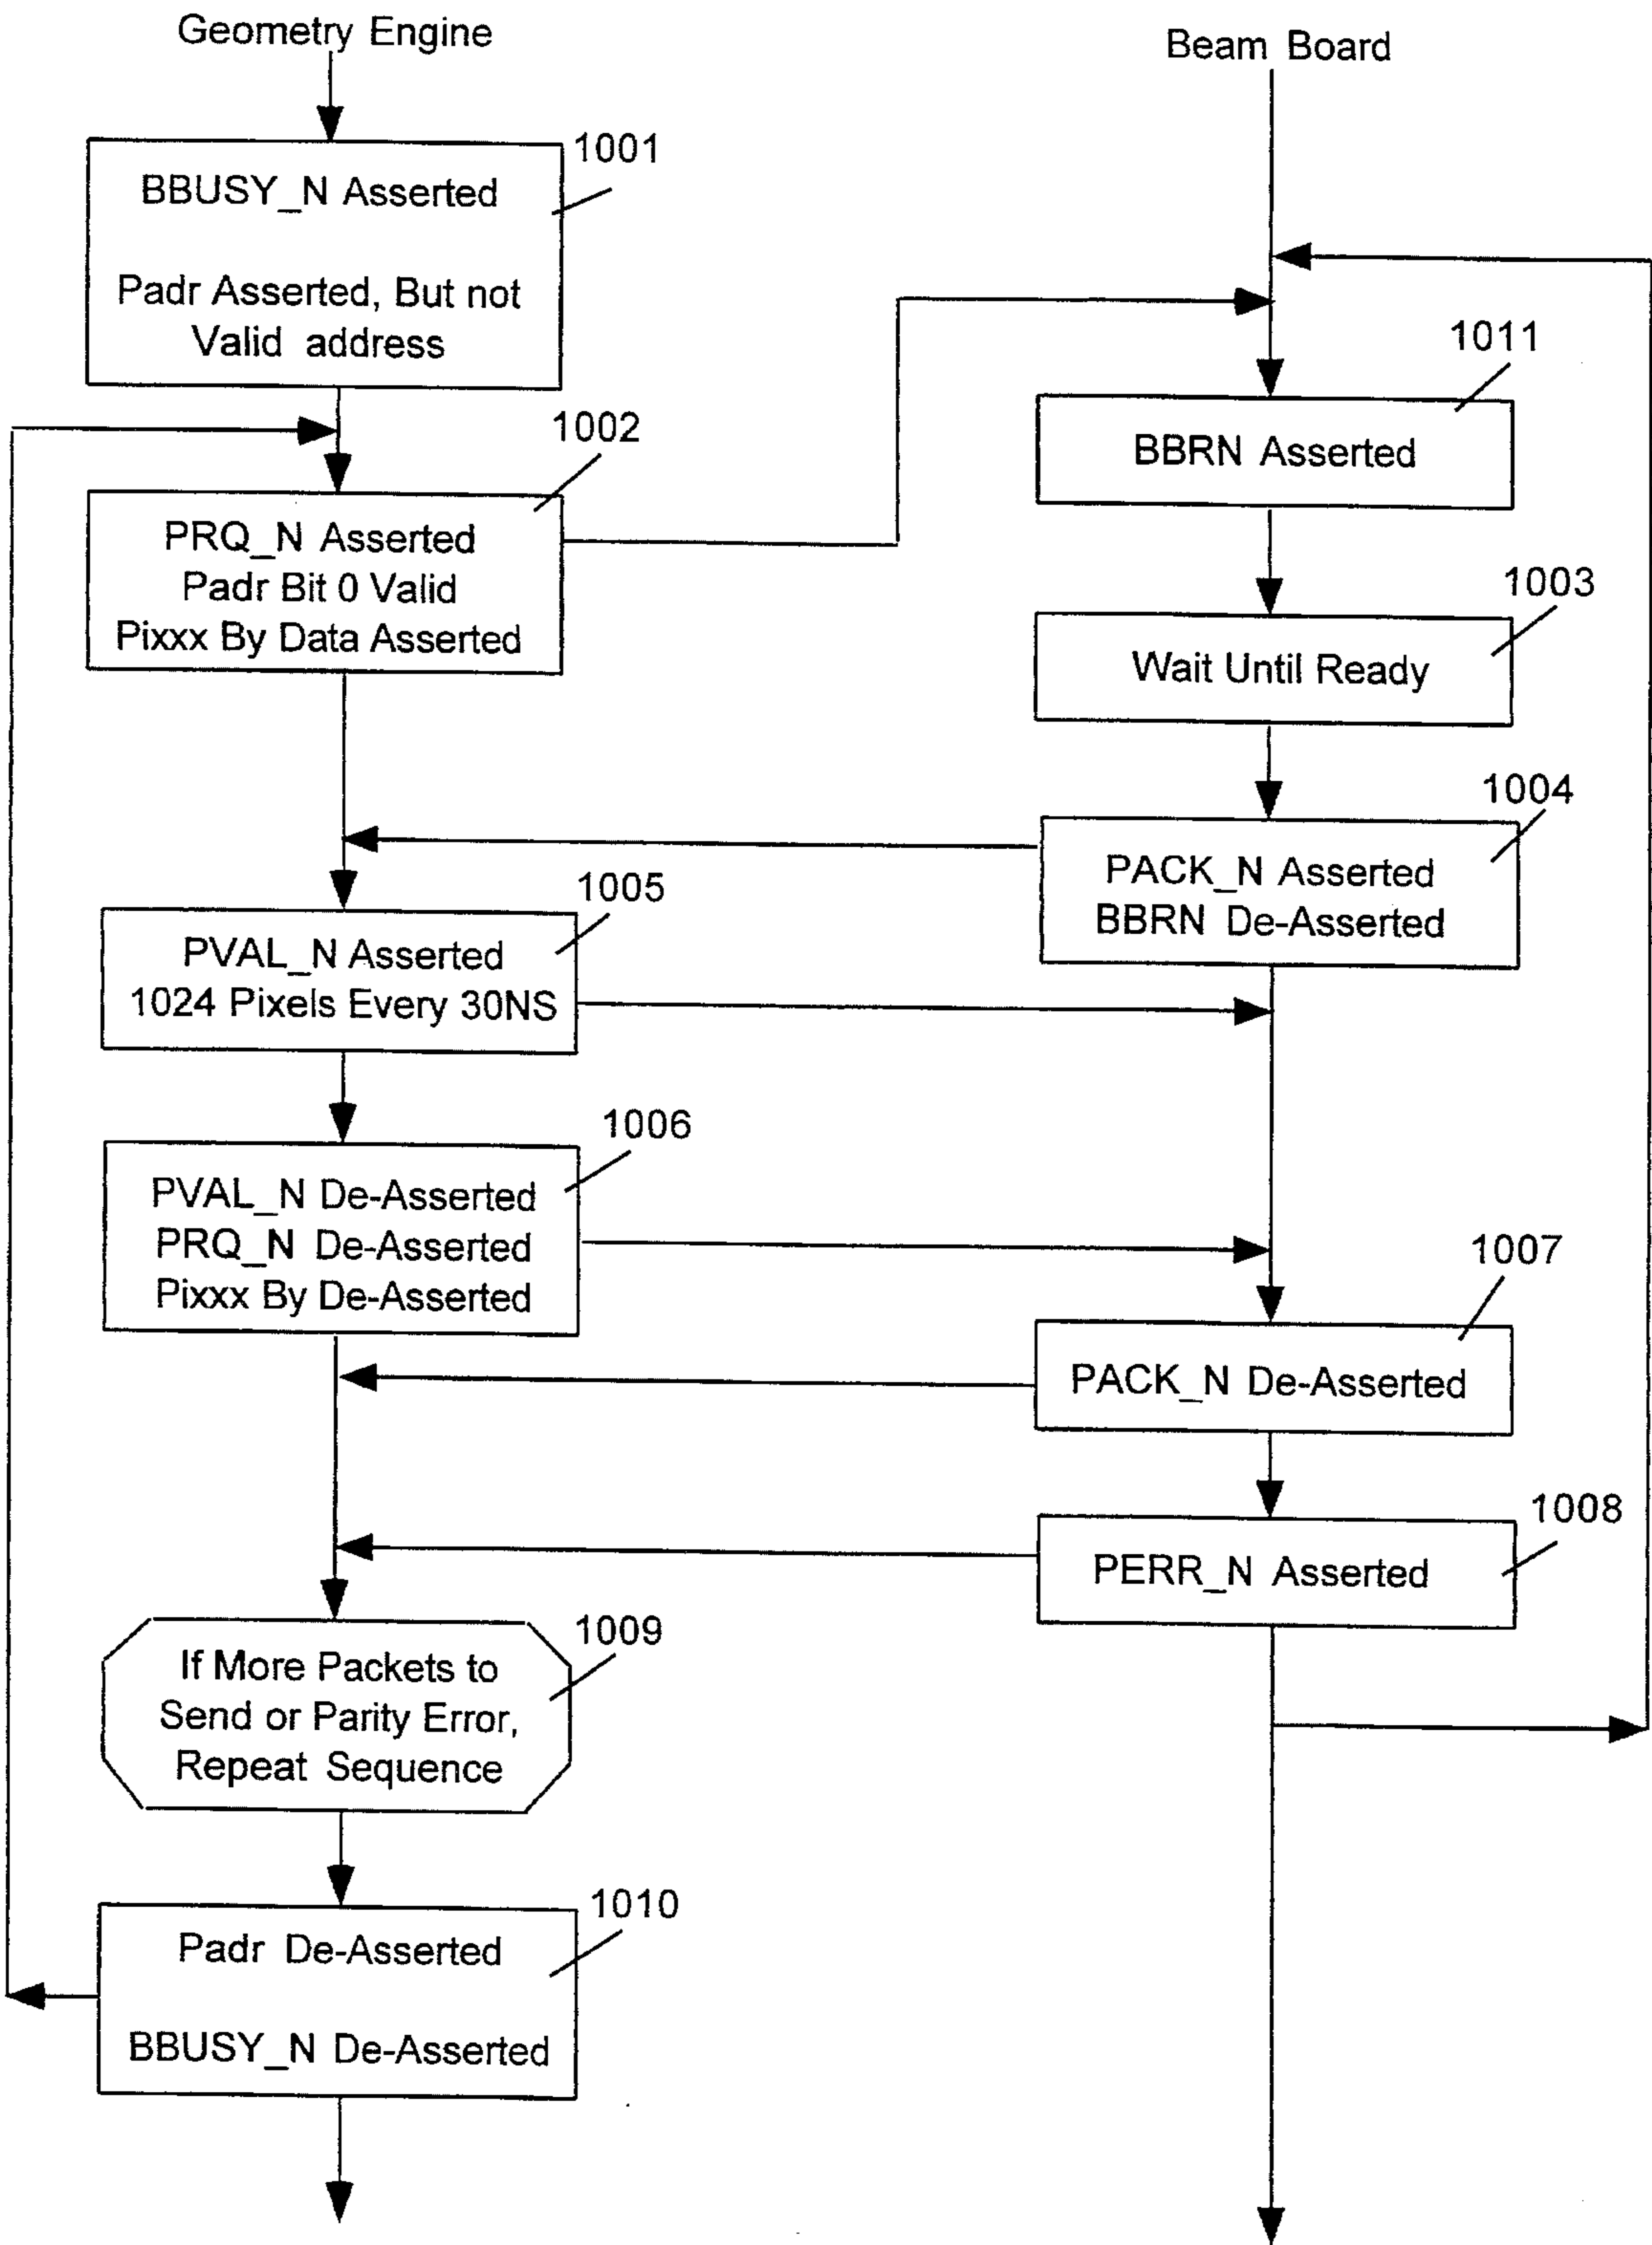 Geometry Engine
Beam Board
1001
BBUSY_N Asserted
Padr Asserted, But not
Valid address
1011
BBRN Asserted
1002
PRQ_N Asserted
Padr Bit 0 Valid
Pixxx By Data Asserted
1003
Wait Until Ready
1004
PACK_N Asserted
BBRN De-Asserted
1005
PVAL_N Asserted
1024 Pixels Every 30NS
1006
PVAL_N De-Asserted
PRQ_N De-Asserted
Pixxx By De-Asserted
1007
PACK_N De-Asserted
1008
PERR_N Asserted
1009
If More Packets to
Send or Parity Error,
Repeat Sequence
1010
Padr De-Asserted
BBUSY_N De-Asserted